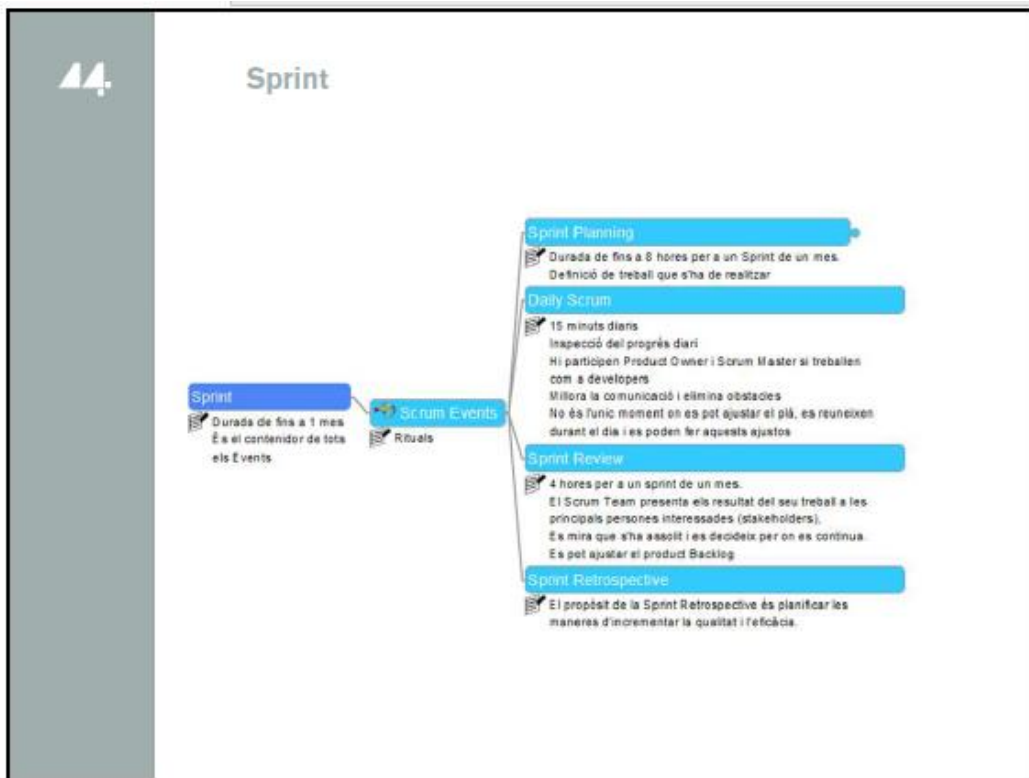 44.
Sprint
Sprint
Durada de fins a 1 mes
És el contenidor de tots
els Events
Scrum Events
Rituals
Sprint Planning
Durada de fins a 8 hores per a un Sprint de un mes.
Definició de treball que s'ha de realitzar
Daily Scrum
15 minuts diaris
Inspecció del progrés diari
Hi participen Product Owner i Scrum Master si treballen
com a developers
Millora la comunicació i elimina obstacles
No és l'unic moment on es pot ajustar el plà, es reuneixen
durant el dia i es poden fer aquests ajustos
Sprint Review
4 hores per a un sprint de un mes.
El Scrum Team presenta els resultat del seu treball a les
principals persones interessades (stakeholders),
Es mira que s'ha assolit i es decideix per on es continua.
Es pot ajustar el product Backlog
Sprint Retrospective
El propòsit de la Sprint Retrospective és planificar les
maneres d'incrementar la qualitat i l'eficàcia.